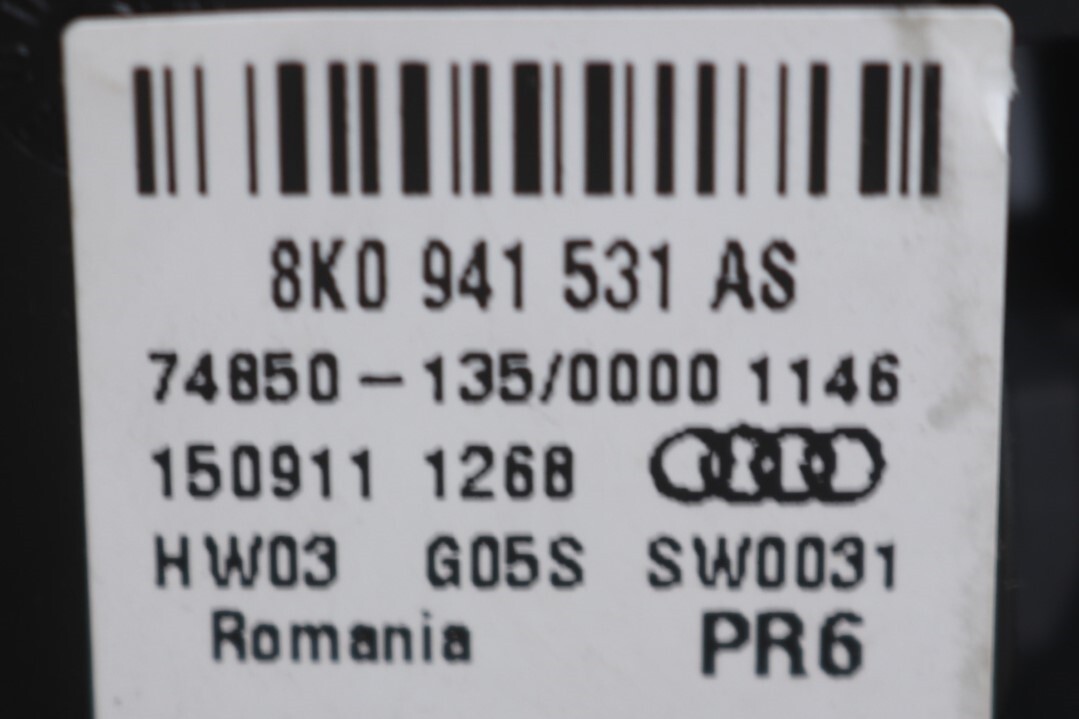 8K0 941 531 AS
74850-135/0000 1146
150911 1268
HW03 G05S SW0031
Romania PR6